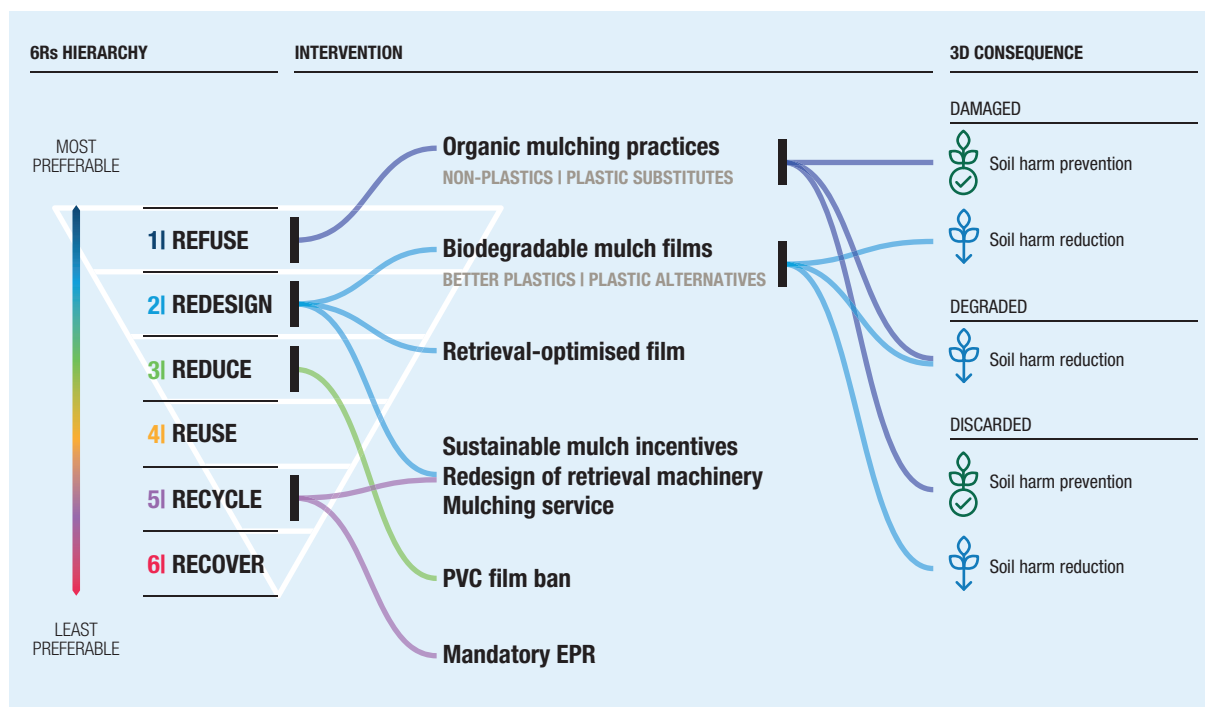 6Rs HIERARCHY
INTERVENTION
3D CONSEQUENCE
MOST
PREFERABLE
1| REFUSE
2| REDESIGN
3| REDUCE
4| REUSE
5| RECYCLE
6| RECOVER
LEAST
PREFERABLE
Organic mulching practices
NON-PLASTICS | PLASTIC SUBSTITUTES
Biodegradable mulch films
BETTER PLASTICS | PLASTIC ALTERNATIVES
Retrieval-optimised film
Sustainable mulch incentives
Redesign of retrieval machinery
Mulching service
PVC film ban
Mandatory EPR
DAMAGED
Soil harm prevention
Soil harm reduction
DEGRADED
Soil harm reduction
DISCARDED
Soil harm prevention
Soil harm reduction